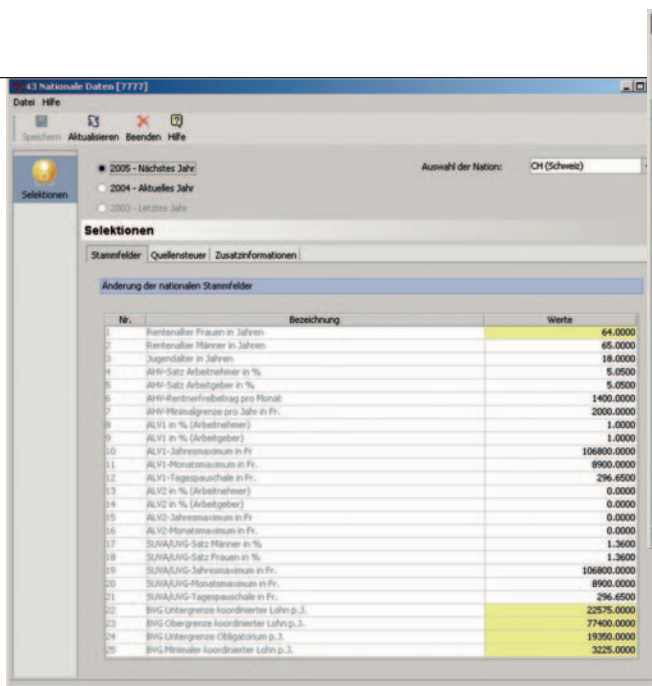 43 Nationale Daten [7777]
Datei Hilfe
Speichern Aktualisieren Beenden Hilfe
Selektionen
2005 - Nächstes Jahr
Auswahl der Nation: CH (Schweiz)
2004 - Aktuelles Jahr
2003 - Letztes Jahr
Selektionen
Stammfelder Quellensteuer Zusatzinformationen
Änderung der nationalen Stammfelder
Nr. Bezeichnung Werte
1 Rentenalter Frauen in Jahren 64.0000
2 Rentenalter Männer in Jahren 65.0000
3 Jugendalter in Jahren 18.0000
4 AHV-Satz Arbeitnehmer in % 5.0500
5 AHV-Satz Arbeitgeber in % 5.0500
6 AHV-Rentnerfreibetrag pro Monat 1400.0000
7 AHV-Minimalgrenze pro Jahr in Fr. 2000.0000
8 ALV1 in % (Arbeitnehmer) 1.0000
9 ALV1 in % (Arbeitgeber) 1.0000
10 ALV1-Jahresmaximum in Fr 106800.0000
11 ALV1-Monatsmaximum in Fr. 8900.0000
12 ALV1-Tagespauschale in Fr. 296.6500
13 ALV2 in % (Arbeitnehmer) 0.0000
14 ALV2 in % (Arbeitgeber) 0.0000
15 ALV2-Jahresmaximum in Fr 0.0000
16 ALV2-Monatsmaximum in Fr. 0.0000
17 SUVA/UVG-Satz Männer in % 1.3600
18 SUVA/UVG-Satz Frauen in % 1.3600
19 SUVA/UVG-Jahresmaximum in Fr. 106800.0000
20 SUVA/UVG-Monatsmaximum in Fr. 8900.0000
21 SUVA/UVG-Tagespauschale in Fr. 296.6500
22 BVG Untergrenze koordinierter Lohn p.J. 22575.0000
23 BVG Obergrenze koordinierter Lohn p.J. 77400.0000
24 BVG Untergrenze Obligatorium p.J. 19350.0000
25 BVG Minimaler koordinierter Lohn p.J. 3225.0000